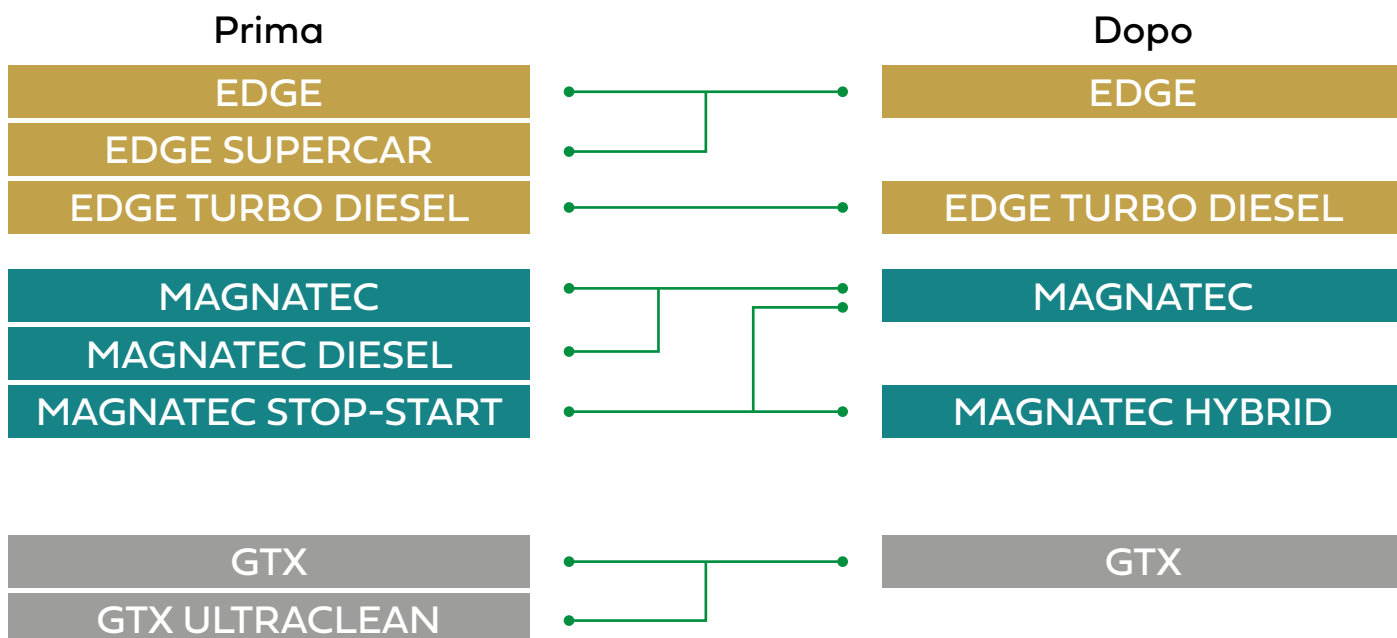 Prima
Dopo
EDGE
EDGE
EDGE SUPERCAR
EDGE TURBO DIESEL
EDGE TURBO DIESEL
MAGNATEC
MAGNATEC
MAGNATEC DIESEL
MAGNATEC STOP-START
MAGNATEC HYBRID
GTX
GTX
GTX ULTRACLEAN